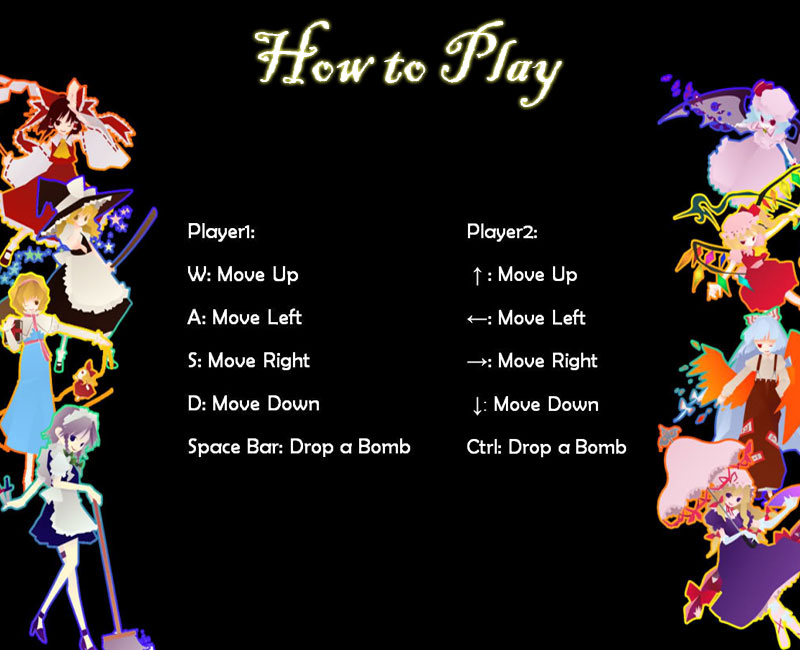 How to Play
Player1:
W: Move Up
A: Move Left
S: Move Right
D: Move Down
Space Bar: Drop a Bomb
Player2:
↑: Move Up
←: Move Left
→: Move Right
↓: Move Down
Ctrl: Drop a Bomb